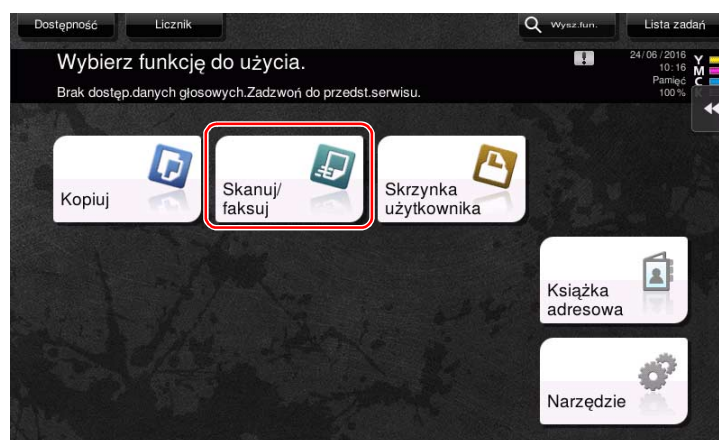 Dostępność
Licznik
Wysz.fun.
Lista zadań
Wybierz funkcję do użycia.
Brak dostęp.danych głosowych.Zadzwoń do przedst.serwisu.
24/06/2016
10:16
Pamięć
100%
Y
M
C
K
Kopiuj
Skanuj/
faksuj
Skrzynka
użytkownika
Książka
adresowa
Narzędzie